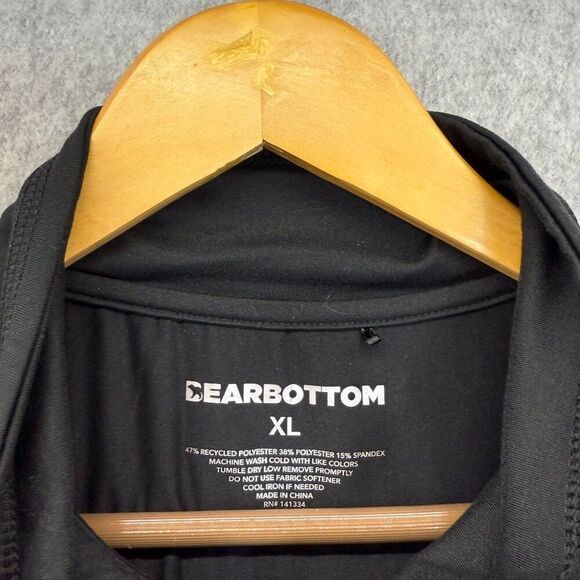 BEARBOTTOM
XL
47% RECYCLED POLYESTER 38% POLYESTER 15% SPANDEX
MACHINE WASH COLD WITH LIKE COLORS
TUMBLE DRY LOW REMOVE PROMPTLY
DO NOT USE FABRIC SOFTENER
COOL IRON IF NEEDED
MADE IN CHINA
RN# 141334